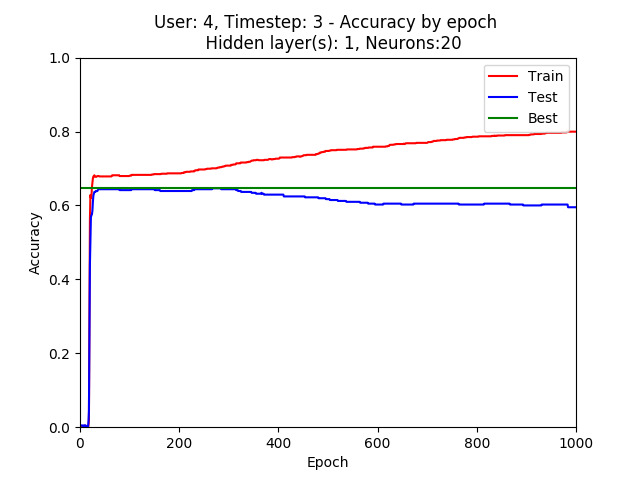 User: 4, Timestep: 3 - Accuracy by epoch
Hidden layer(s): 1, Neurons:20
1.0
0.8
0.6
0.4
0.2
0.0
Accuracy
Train
Test
Best
0 200 400 600 800 1000
Epoch